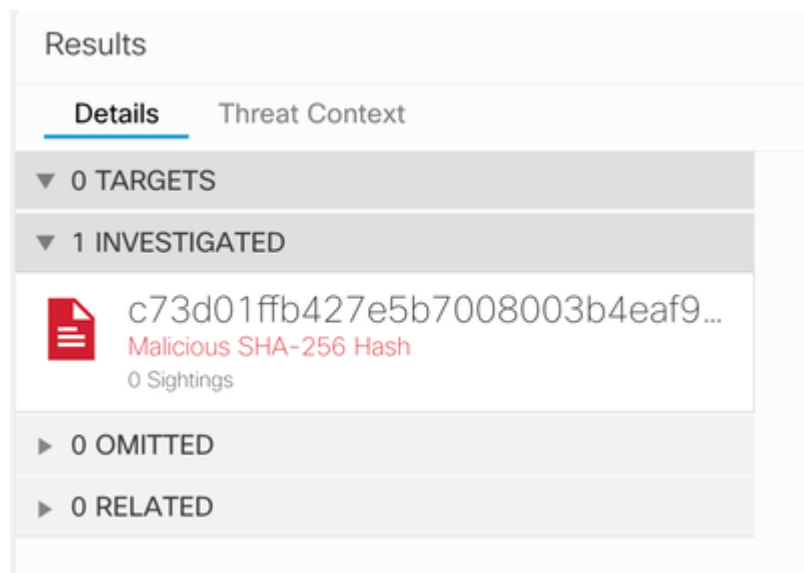 Results
Details Threat Context
0 TARGETS
1 INVESTIGATED
c73d01ffb427e5b7008003b4eaf9...
Malicious SHA-256 Hash
0 Sightings
0 OMITTED
0 RELATED